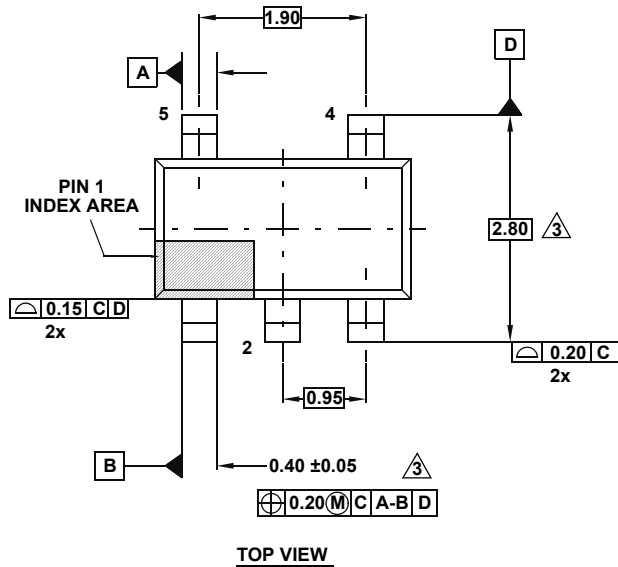 1.90
D
A
5
4
PIN 1
INDEX AREA
2.80 3
0.15 C D
2x
2
0.20 C
2x
0.95
B
0.40 ±0.05 3
0.20 M C A-B D
TOP VIEW